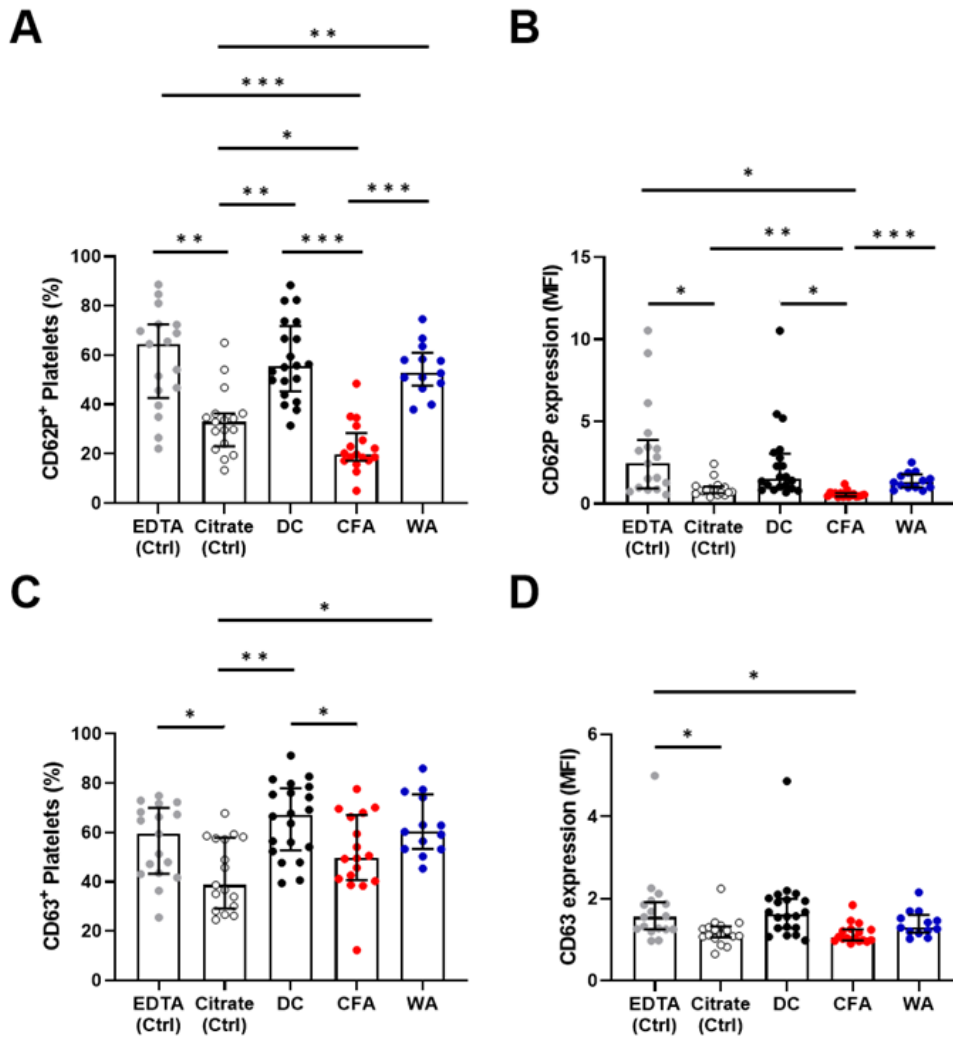 A
B
* *
* * *
*
* *
* * *
* *
* * *
*
* *
* * *
*
*
CD62P⁺ Platelets (%)
100
80
60
40
20
0
EDTA
(Ctrl)
Citrate
(Ctrl)
DC
CFA
WA
CD62P expression (MFI)
15
10
5
0
EDTA
(Ctrl)
Citrate
(Ctrl)
DC
CFA
WA
C
D
*
* *
*
*
*
*
CD63⁺ Platelets (%)
100
80
60
40
20
0
EDTA
(Ctrl)
Citrate
(Ctrl)
DC
CFA
WA
CD63 expression (MFI)
6
4
2
0
EDTA
(Ctrl)
Citrate
(Ctrl)
DC
CFA
WA